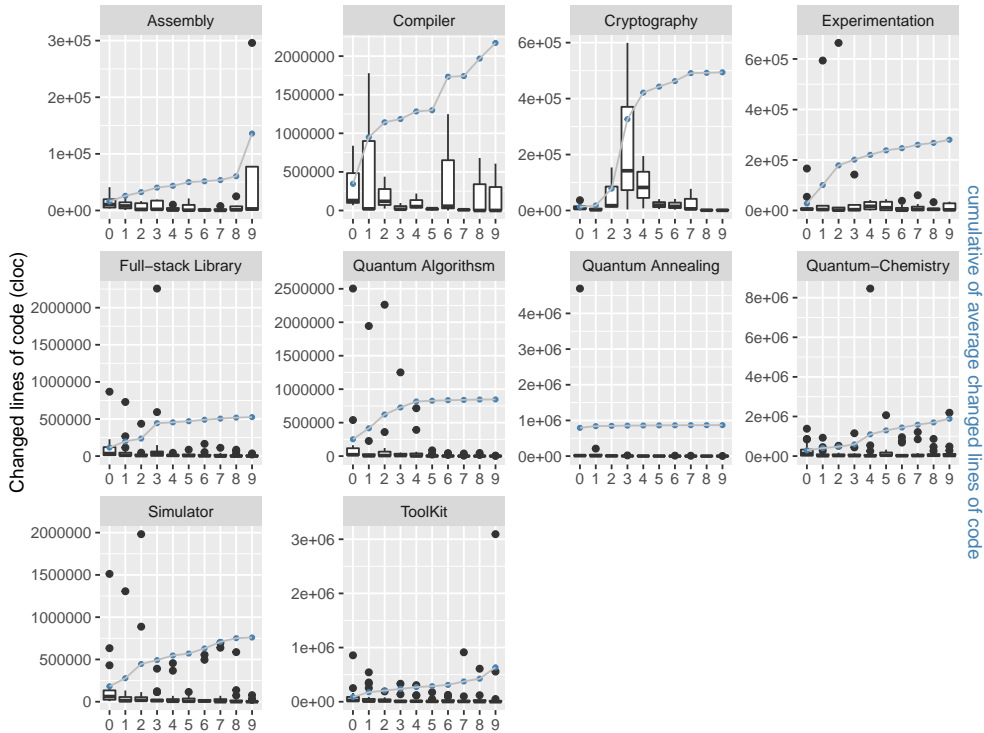 Changed lines of code (cloc)
cumulative of average changed lines of code
Assembly
3e+05
2e+05
1e+05
0e+00
0 1 2 3 4 5 6 7 8 9
Compiler
2000000
1500000
1000000
500000
0
0 1 2 3 4 5 6 7 8 9
Cryptography
6e+05
4e+05
2e+05
0e+00
0 1 2 3 4 5 6 7 8 9
Experimentation
6e+05
4e+05
2e+05
0e+00
0 1 2 3 4 5 6 7 8 9
Full−stack Library
2000000
1500000
1000000
500000
0
0 1 2 3 4 5 6 7 8 9
Quantum Algorithsm
2500000
2000000
1500000
1000000
500000
0
0 1 2 3 4 5 6 7 8 9
Quantum Annealing
4e+06
2e+06
0e+00
0 1 2 3 4 5 6 7 8 9
Quantum−Chemistry
8e+06
6e+06
4e+06
2e+06
0e+00
0 1 2 3 4 5 6 7 8 9
Simulator
2000000
1500000
1000000
500000
0
0 1 2 3 4 5 6 7 8 9
ToolKit
3e+06
2e+06
1e+06
0e+00
0 1 2 3 4 5 6 7 8 9